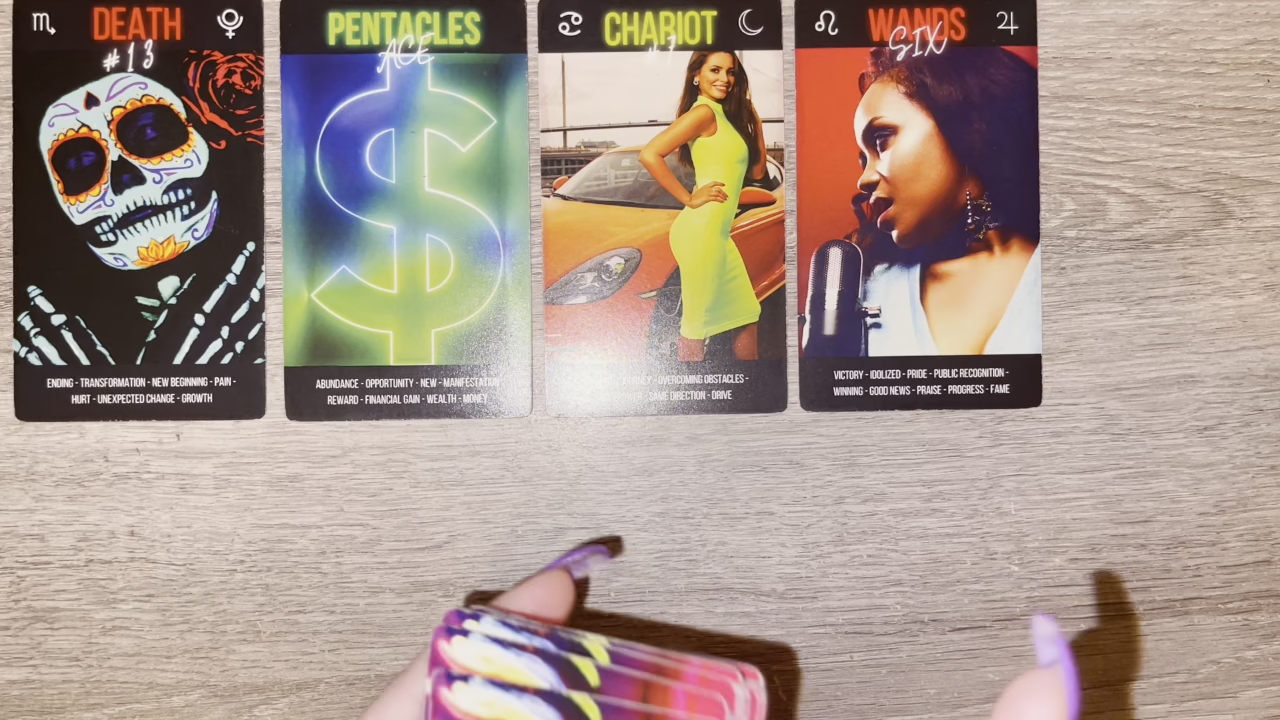 DEATH
#13
ENDING - TRANSFORMATION - NEW BEGINNING - PAIN -
HURT - UNEXPECTED CHANGE - GROWTH
PENTACLES
ACE
ABUNDANCE - OPPORTUNITY - NEW - MANIFESTATION
REWARD - FINANCIAL GAIN - WEALTH - MONEY
CHARIOT
- OVERCOMING OBSTACLES -
SAME DIRECTION - DRIVE
WANDS
SIX
VICTORY - IDOLIZED - PRIDE - PUBLIC RECOGNITION -
WINNING - GOOD NEWS - PRAISE - PROGRESS - FAME